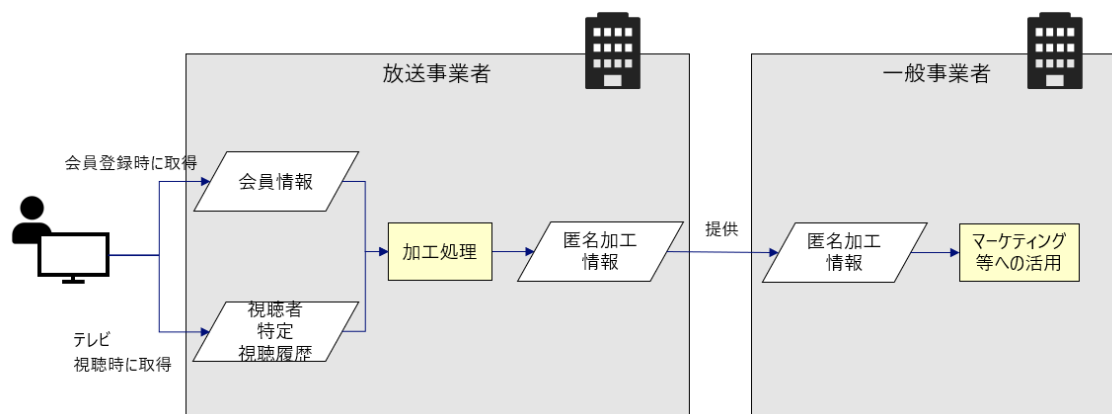 放送事業者
一般事業者
会員登録時に取得
会員情報
加工処理
匿名加工
情報
提供
匿名加工
情報
マーケティング
等への活用
視聴者
特定
視聴履歴
テレビ
視聴時に取得